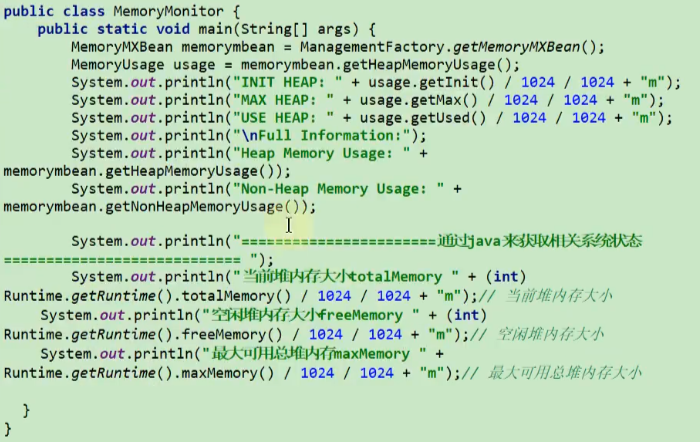 public class MemoryMonitor {
public static void main(String[] args) {
MemoryMXBean memorymbean = ManagementFactory.getMemoryMXBean();
MemoryUsage usage = memorymbean.getHeapMemoryUsage();
System.out.println("INIT HEAP: " + usage.getInit() / 1024 / 1024 + "m");
System.out.println("MAX HEAP: " + usage.getMax() / 1024 / 1024 + "m");
System.out.println("USE HEAP: " + usage.getUsed() / 1024 / 1024 + "m");
System.out.println("\nFull Information:");
System.out.println("Heap Memory Usage: " +
memorymbean.getHeapMemoryUsage());
System.out.println("Non-Heap Memory Usage: " +
memorymbean.getNonHeapMemoryUsage());
System.out.println("=======================通过java来获取相关系统状态
============================ ");
System.out.println("当前堆内存大小totalMemory " + (int)
Runtime.getRuntime().totalMemory() / 1024 / 1024 + "m");// 当前堆内存大小
System.out.println("空闲堆内存大小freeMemory " + (int)
Runtime.getRuntime().freeMemory() / 1024 / 1024 + "m");// 空闲堆内存大小
System.out.println("最大可用总堆内存maxMemory " +
Runtime.getRuntime().maxMemory() / 1024 / 1024 + "m");// 最大可用总堆内存大小
}
}